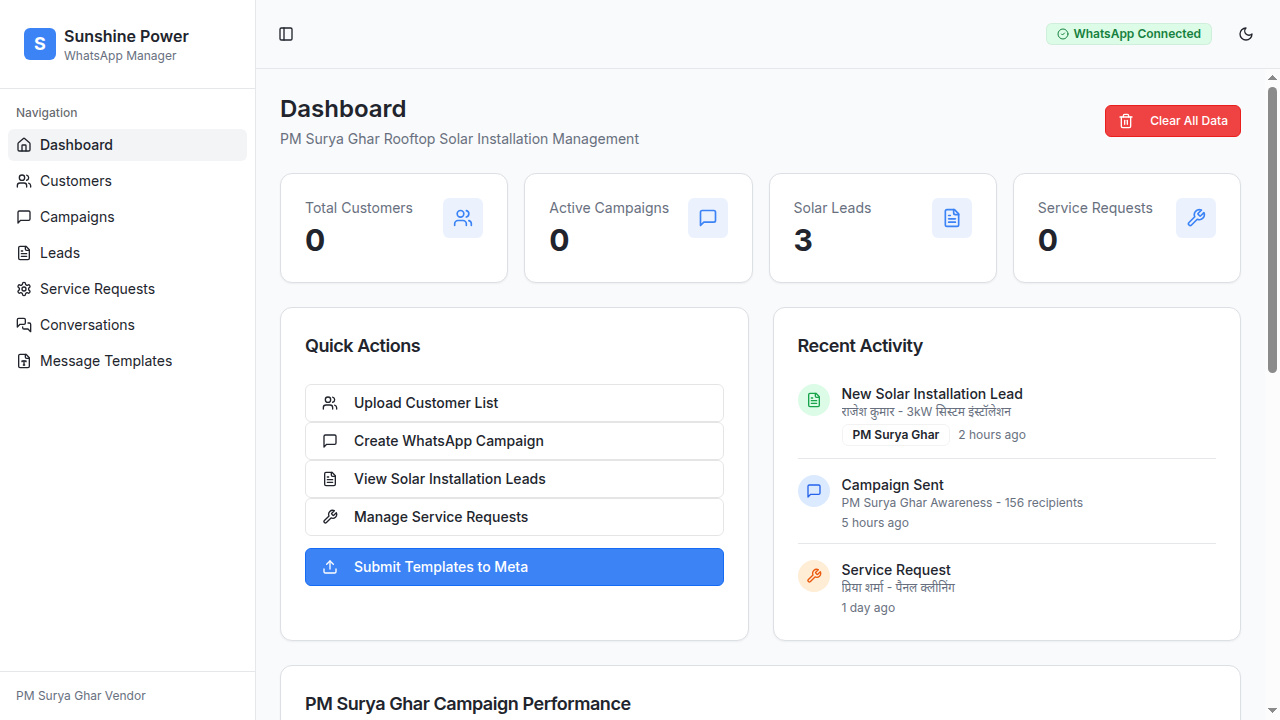 S
Sunshine Power
WhatsApp Manager
WhatsApp Connected
Navigation
Dashboard
Customers
Campaigns
Leads
Service Requests
Conversations
Message Templates
PM Surya Ghar Vendor
Dashboard
PM Surya Ghar Rooftop Solar Installation Management
Clear All Data
Total Customers
0
Active Campaigns
0
Solar Leads
3
Service Requests
0
Quick Actions
Upload Customer List
Create WhatsApp Campaign
View Solar Installation Leads
Manage Service Requests
Submit Templates to Meta
Recent Activity
New Solar Installation Lead
राजेश कुमार - 3kW सिस्टम इंस्टॉलेशन
PM Surya Ghar 2 hours ago
Campaign Sent
PM Surya Ghar Awareness - 156 recipients
5 hours ago
Service Request
प्रिया शर्मा - पैनल क्लीनिंग
1 day ago
PM Surya Ghar Campaign Performance